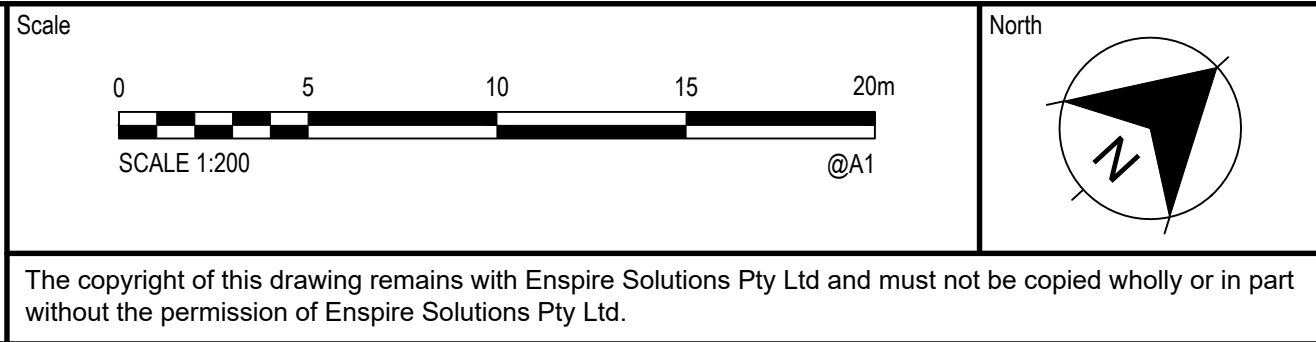 Scale
0 5 10 15 20m
SCALE 1:200 @A1
North
N
The copyright of this drawing remains with Enspire Solutions Pty Ltd and must not be copied wholly or in part
without the permission of Enspire Solutions Pty Ltd.